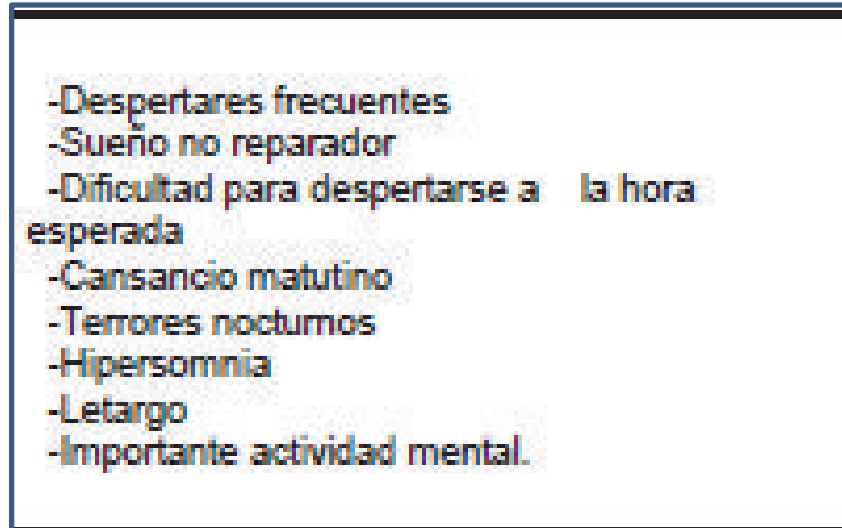 -Despertares frecuentes
-Sueño no reparador
-Dificultad para despertarse a la hora
esperada
-Cansancio matutino
-Terrores nocturnos
-Hipersomnia
-Letargo
-Importante actividad mental.